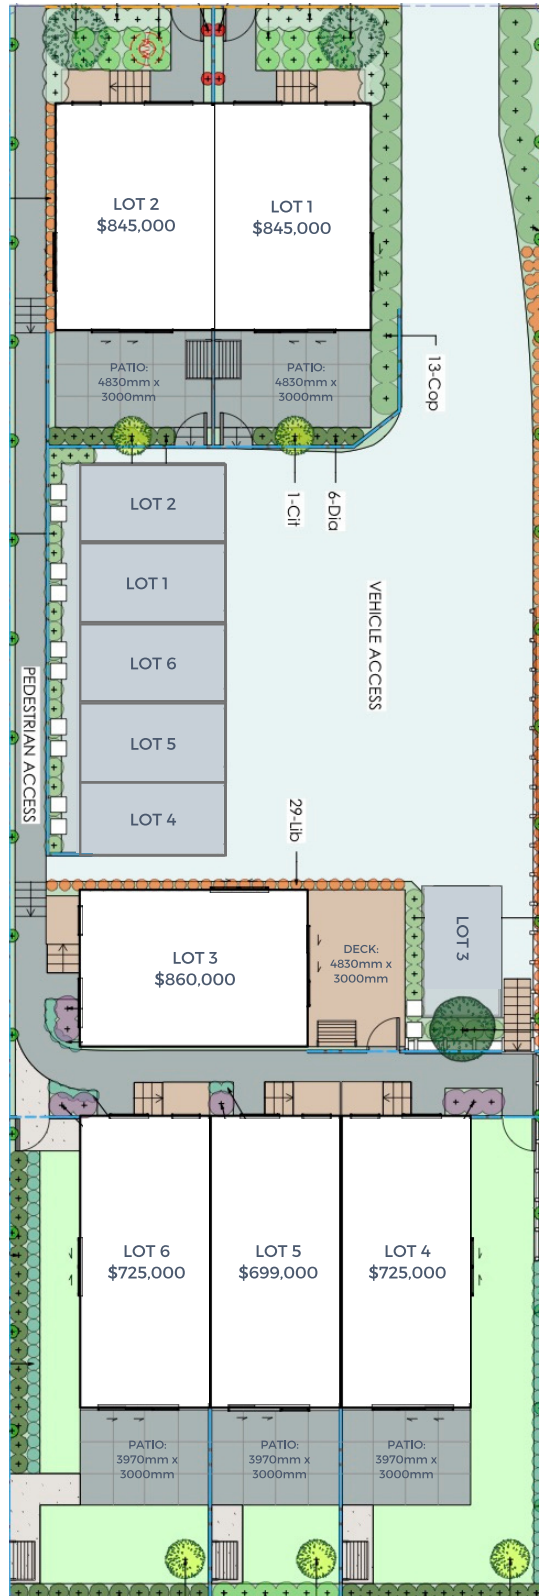 LOT 2
$845,000
LOT 1
$845,000
PATIO:
4830mm x
3000mm
PATIO:
4830mm x
3000mm
13-Cop
1-Cit
6-Dia
LOT 2
LOT 1
LOT 6
LOT 5
LOT 4
VEHICLE ACCESS
PEDESTRIAN ACCESS
29-Lib
LOT 3
$860,000
DECK:
4830mm x
3000mm
LOT 3
LOT 6
$725,000
LOT 5
$699,000
LOT 4
$725,000
PATIO:
3970mm x
3000mm
PATIO:
3970mm x
3000mm
PATIO:
3970mm x
3000mm